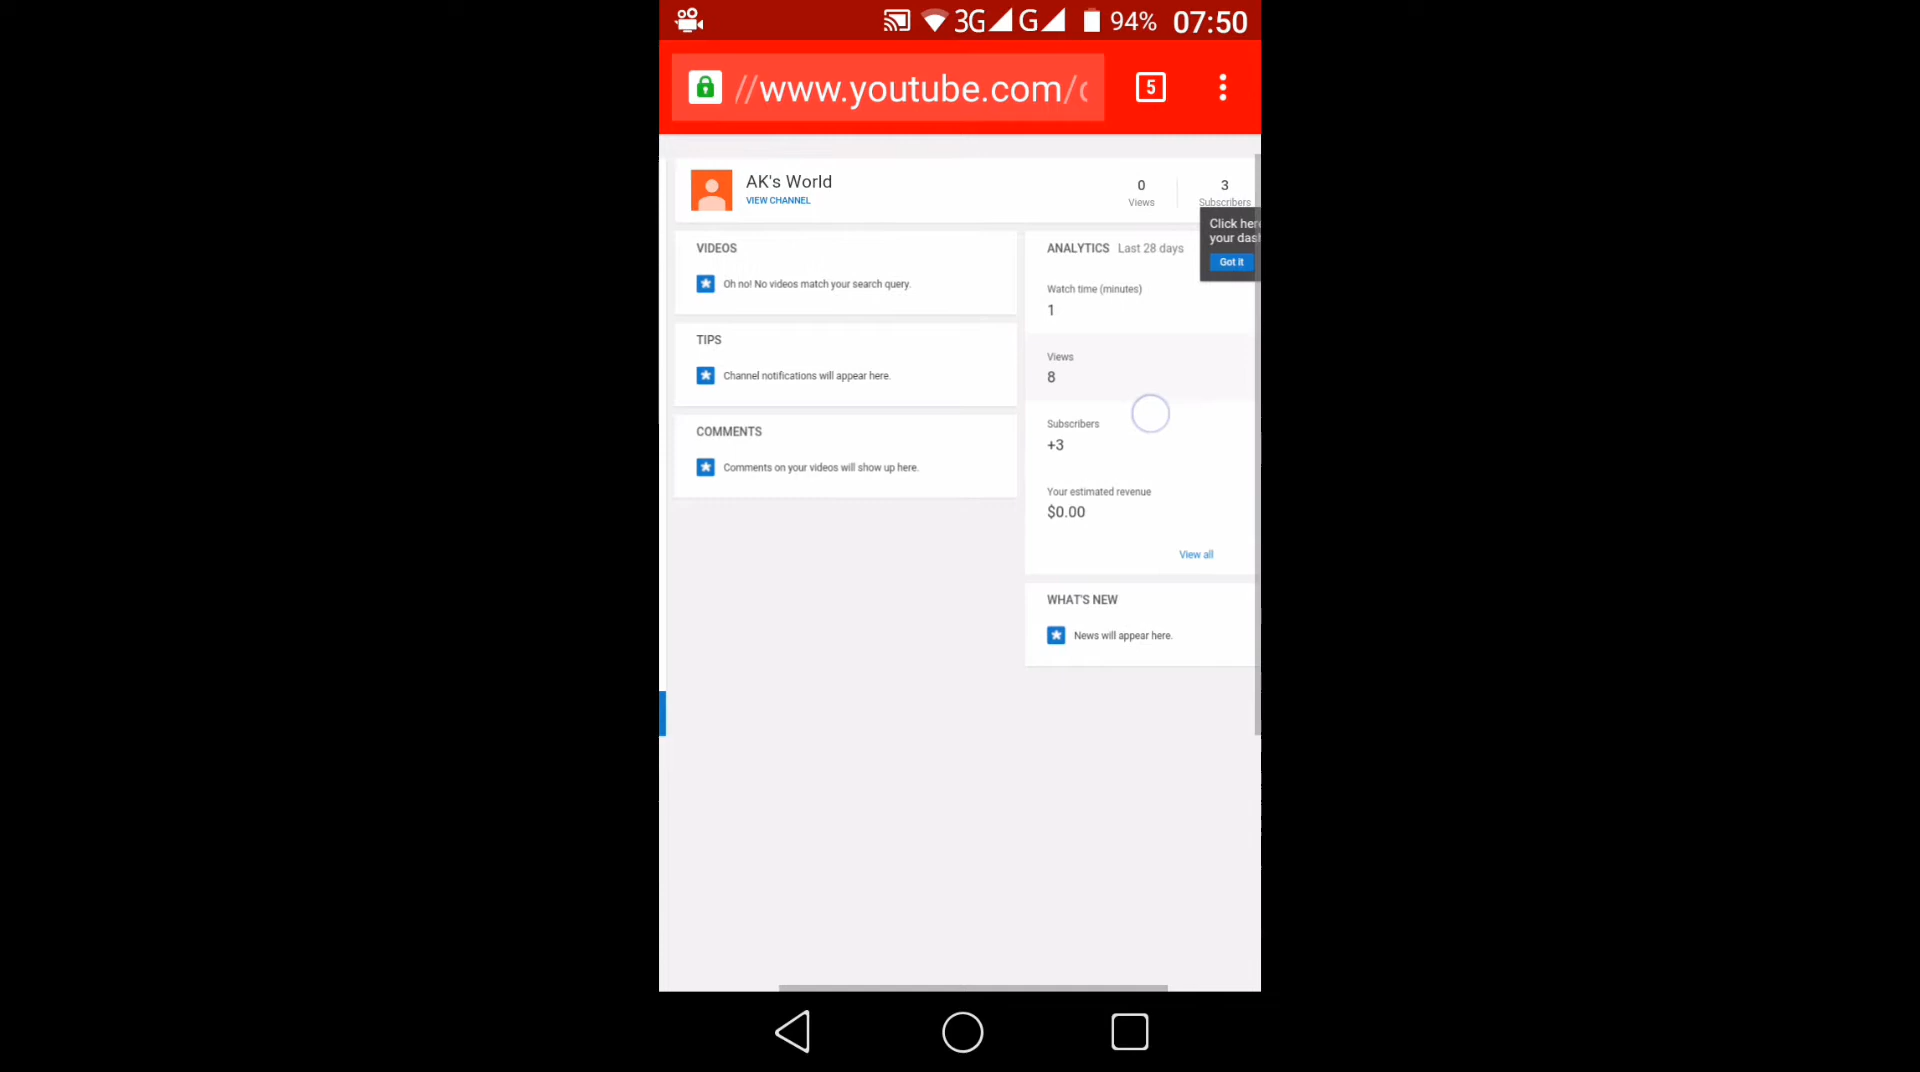 3G G 94% 07:50
//www.youtube.com/
5
AK's World
VIEW CHANNEL
0
Views
3
Subscribers
Click here
your dash
Got it
VIDEOS
Oh no! No videos match your search query.
TIPS
Channel notifications will appear here.
COMMENTS
Comments on your videos will show up here.
ANALYTICS Last 28 days
Watch time (minutes)
1
Views
8
Subscribers
+3
Your estimated revenue
$0.00
View all
WHAT'S NEW
News will appear here.